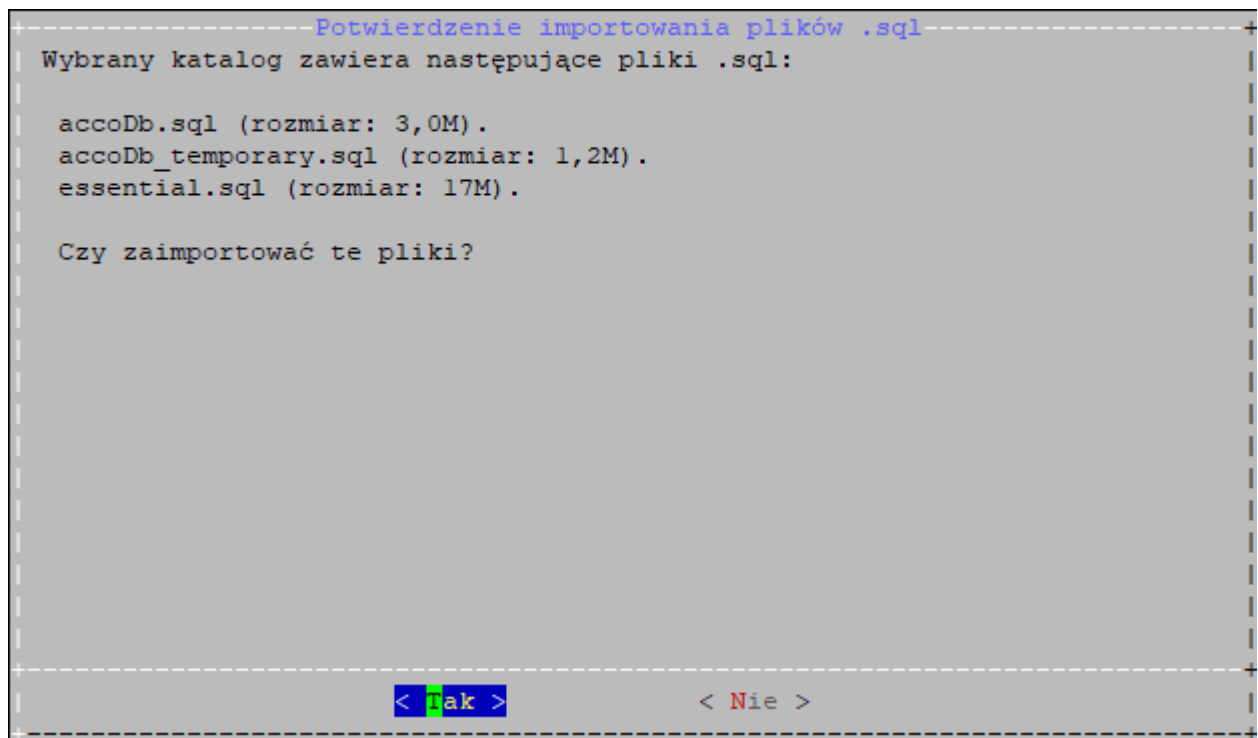 Potwierdzenie importowania plików .sql
Wybrany katalog zawiera następujące pliki .sql:
accoDb.sql (rozmiar: 3,0M).
accoDb_temporary.sql (rozmiar: 1,2M).
essential.sql (rozmiar: 17M).
Czy zaimportować te pliki?
< Tak > < Nie >